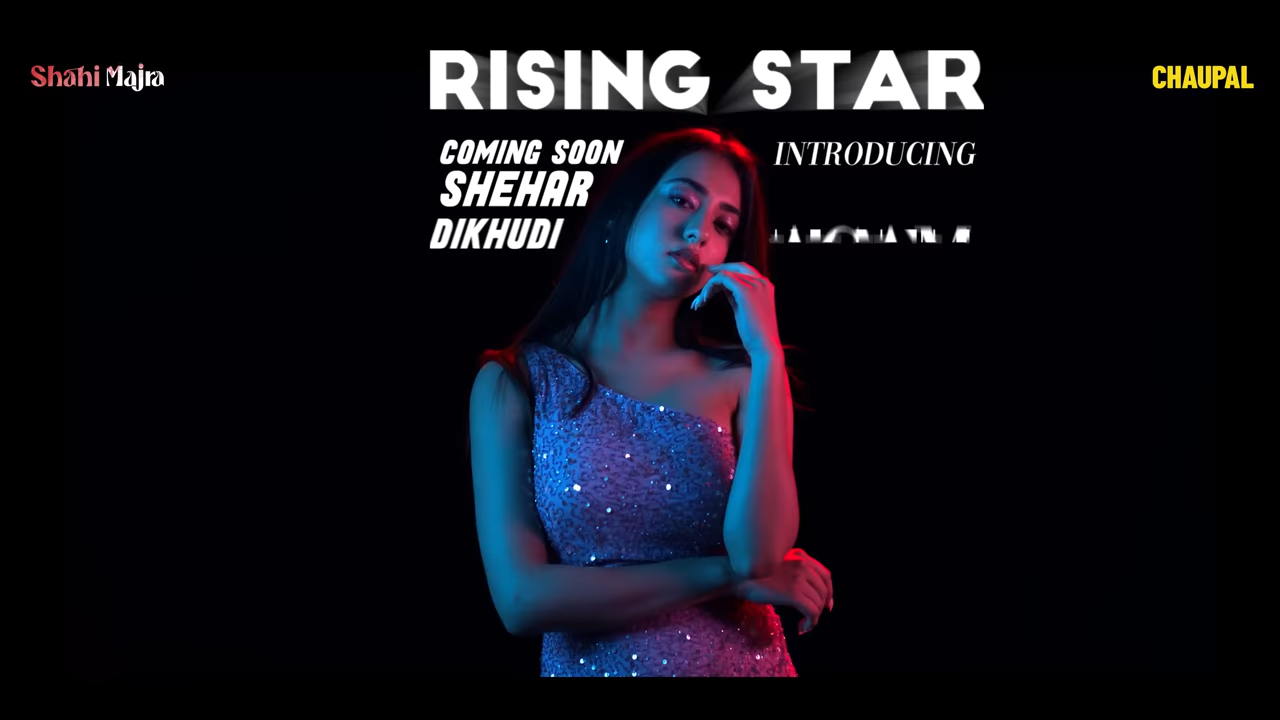 RISING STAR
Shahi Majra
CHAUPAL
COMING SOON
SHEHAR
DIKHUDI
INTRODUCING